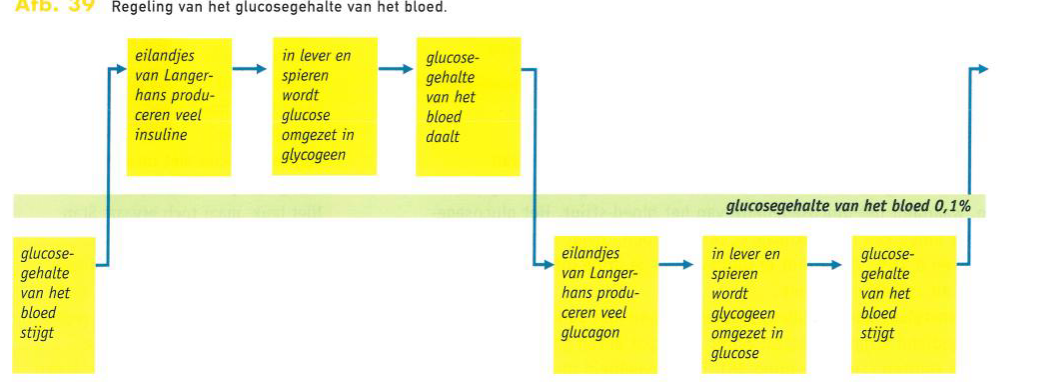 Afb. 39 Regeling van het glucosegehalte van het bloed.
glucose-
gehalte
van het
bloed
stijgt
eilandjes
van Langer-
hans produ-
ceren veel
insuline
in lever en
spieren
wordt
glucose
omgezet in
glycogeen
glucose-
gehalte
van het
bloed
daalt
glucosegehalte van het bloed 0,1%
eilandjes
van Langer-
hans produ-
ceren veel
glucagon
in lever en
spieren
wordt
glycogeen
omgezet in
glucose
glucose-
gehalte
van het
bloed
stijgt